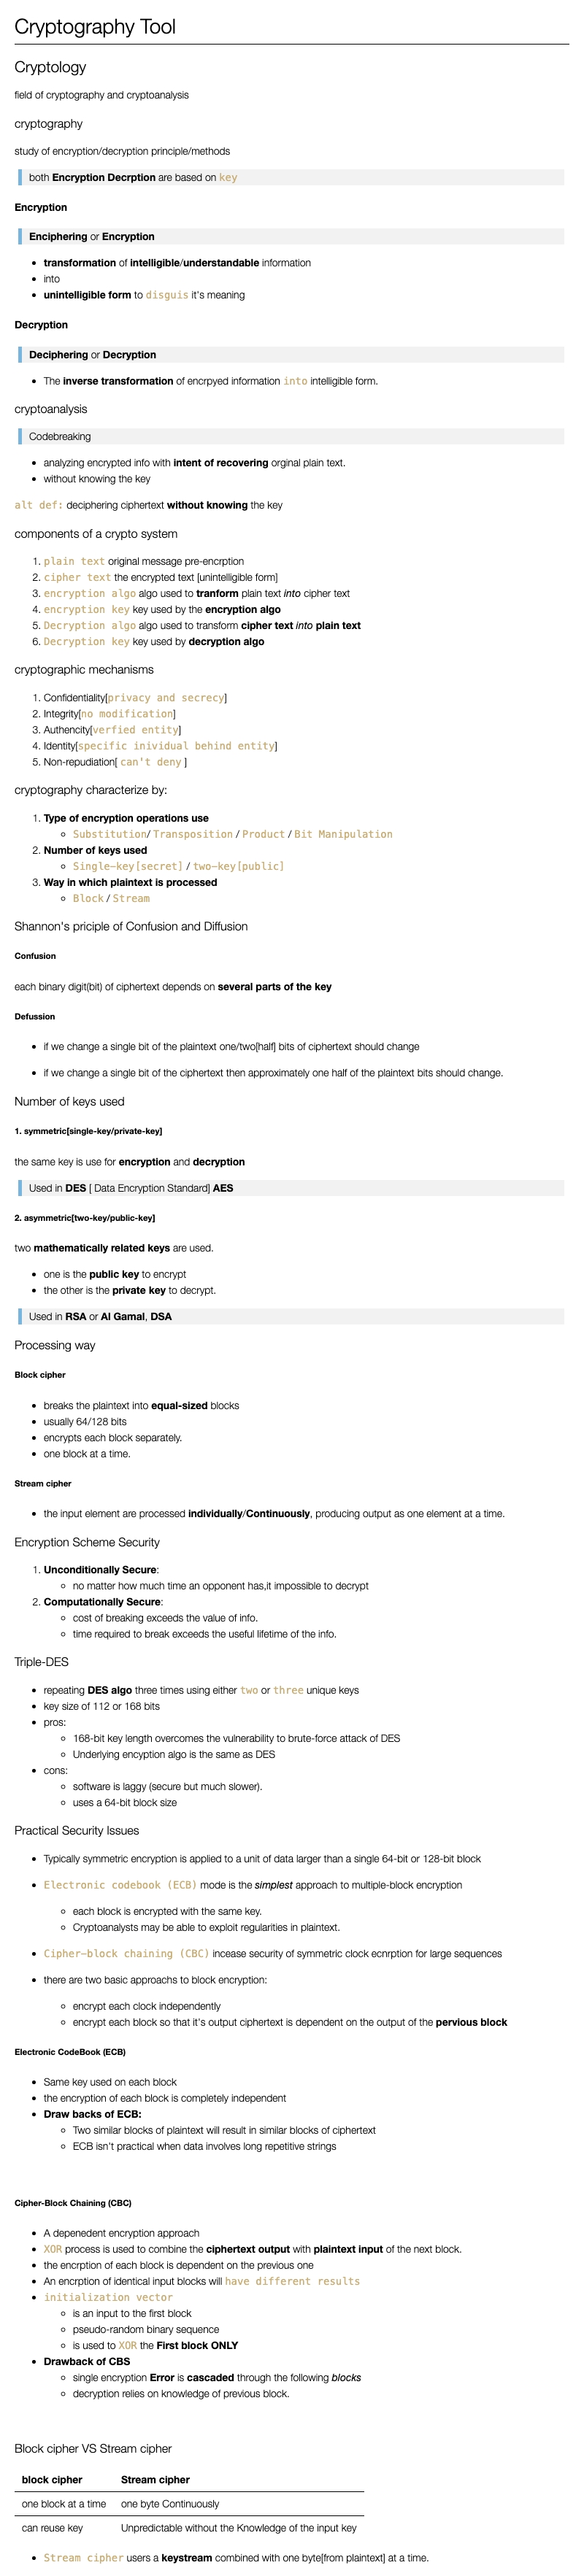 Cryptography Tool
Cryptology
field of cryptography and cryptoanalysis
cryptography
study of encryption/decryption principle/methods
both Encryption Decrption are based on key
Encryption
Enciphering or Encryption
• transformation of intelligible/understandable information
• into
• unintelligible form to disguis it's meaning
Decryption
Deciphering or Decryption
• The inverse transformation of encrpyed information into intelligible form.
cryptoanalysis
Codebreaking
• analyzing encrypted info with intent of recovering orginal plain text.
• without knowing the key
alt def: deciphering ciphertext without knowing the key
components of a crypto system
1. plain text original message pre-encrption
2. cipher text the encrypted text [unintelligible form]
3. encryption algo algo used to tranform plain text into cipher text
4. encryption key key used by the encryption algo
5. Decryption algo algo used to transform cipher text into plain text
6. Decryption key key used by decryption algo
cryptographic mechanisms
1. Confidentiality[privacy and secrecy]
2. Integrity[no modification]
3. Authencity[verfied entity]
4. Identity[specific inividual behind entity]
5. Non-repudiation[ can't deny ]
cryptography characterize by:
1. Type of encryption operations use
◦ Substitution/ Transposition / Product / Bit Manipulation
2. Number of keys used
◦ Single-key[secret] / two-key[public]
3. Way in which plaintext is processed
◦ Block / Stream
Shannon's priciple of Confusion and Diffusion
Confusion
each binary digit(bit) of ciphertext depends on several parts of the key
Defussion
• if we change a single bit of the plaintext one/two[half] bits of ciphertext should change
• if we change a single bit of the ciphertext then approximately one half of the plaintext bits should change.
Number of keys used
1. symmetric[single-key/private-key]
the same key is use for encryption and decryption
Used in DES [ Data Encryption Standard] AES
2. asymmetric[two-key/public-key]
two mathematically related keys are used.
• one is the public key to encrypt
• the other is the private key to decrypt.
Used in RSA or Al Gamal, DSA
Processing way
Block cipher
• breaks the plaintext into equal-sized blocks
• usually 64/128 bits
• encrypts each block separately.
• one block at a time.
Stream cipher
• the input element are processed individually/Continuously, producing output as one element at a time.
Encryption Scheme Security
1. Unconditionally Secure:
◦ no matter how much time an opponent has,it impossible to decrypt
2. Computationally Secure:
◦ cost of breaking exceeds the value of info.
◦ time required to break exceeds the useful lifetime of the info.
Triple-DES
• repeating DES algo three times using either two or three unique keys
• key size of 112 or 168 bits
• pros:
◦ 168-bit key length overcomes the vulnerability to brute-force attack of DES
◦ Underlying encyption algo is the same as DES
• cons:
◦ software is laggy (secure but much slower).
◦ uses a 64-bit block size
Practical Security Issues
• Typically symmetric encryption is applied to a unit of data larger than a single 64-bit or 128-bit block
• Electronic codebook (ECB) mode is the simplest approach to multiple-block encryption
◦ each block is encrypted with the same key.
◦ Cryptoanalysts may be able to exploit regularities in plaintext.
• Cipher-block chaining (CBC) incease security of symmetric clock ecnrption for large sequences
• there are two basic approachs to block encryption:
◦ encrypt each clock independently
◦ encrypt each block so that it's output ciphertext is dependent on the output of the pervious block
Electronic CodeBook (ECB)
• Same key used on each block
• the encryption of each block is completely independent
• Draw backs of ECB:
◦ Two similar blocks of plaintext will result in similar blocks of ciphertext
◦ ECB isn't practical when data involves long repetitive strings
Cipher-Block Chaining (CBC)
• A depenedent encryption approach
• XOR process is used to combine the ciphertext output with plaintext input of the next block.
• the encrption of each block is dependent on the previous one
• An encrption of identical input blocks will have different results
• initialization vector
◦ is an input to the first block
◦ pseudo-random binary sequence
◦ is used to XOR the First block ONLY
• Drawback of CBS
◦ single encryption Error is cascaded through the following blocks
◦ decryption relies on knowledge of previous block.
Block cipher VS Stream cipher
block cipher Stream cipher
one block at a time one byte Continuously
can reuse key Unpredictable without the Knowledge of the input key
• Stream cipher users a keystream combined with one byte[from plaintext] at a time.